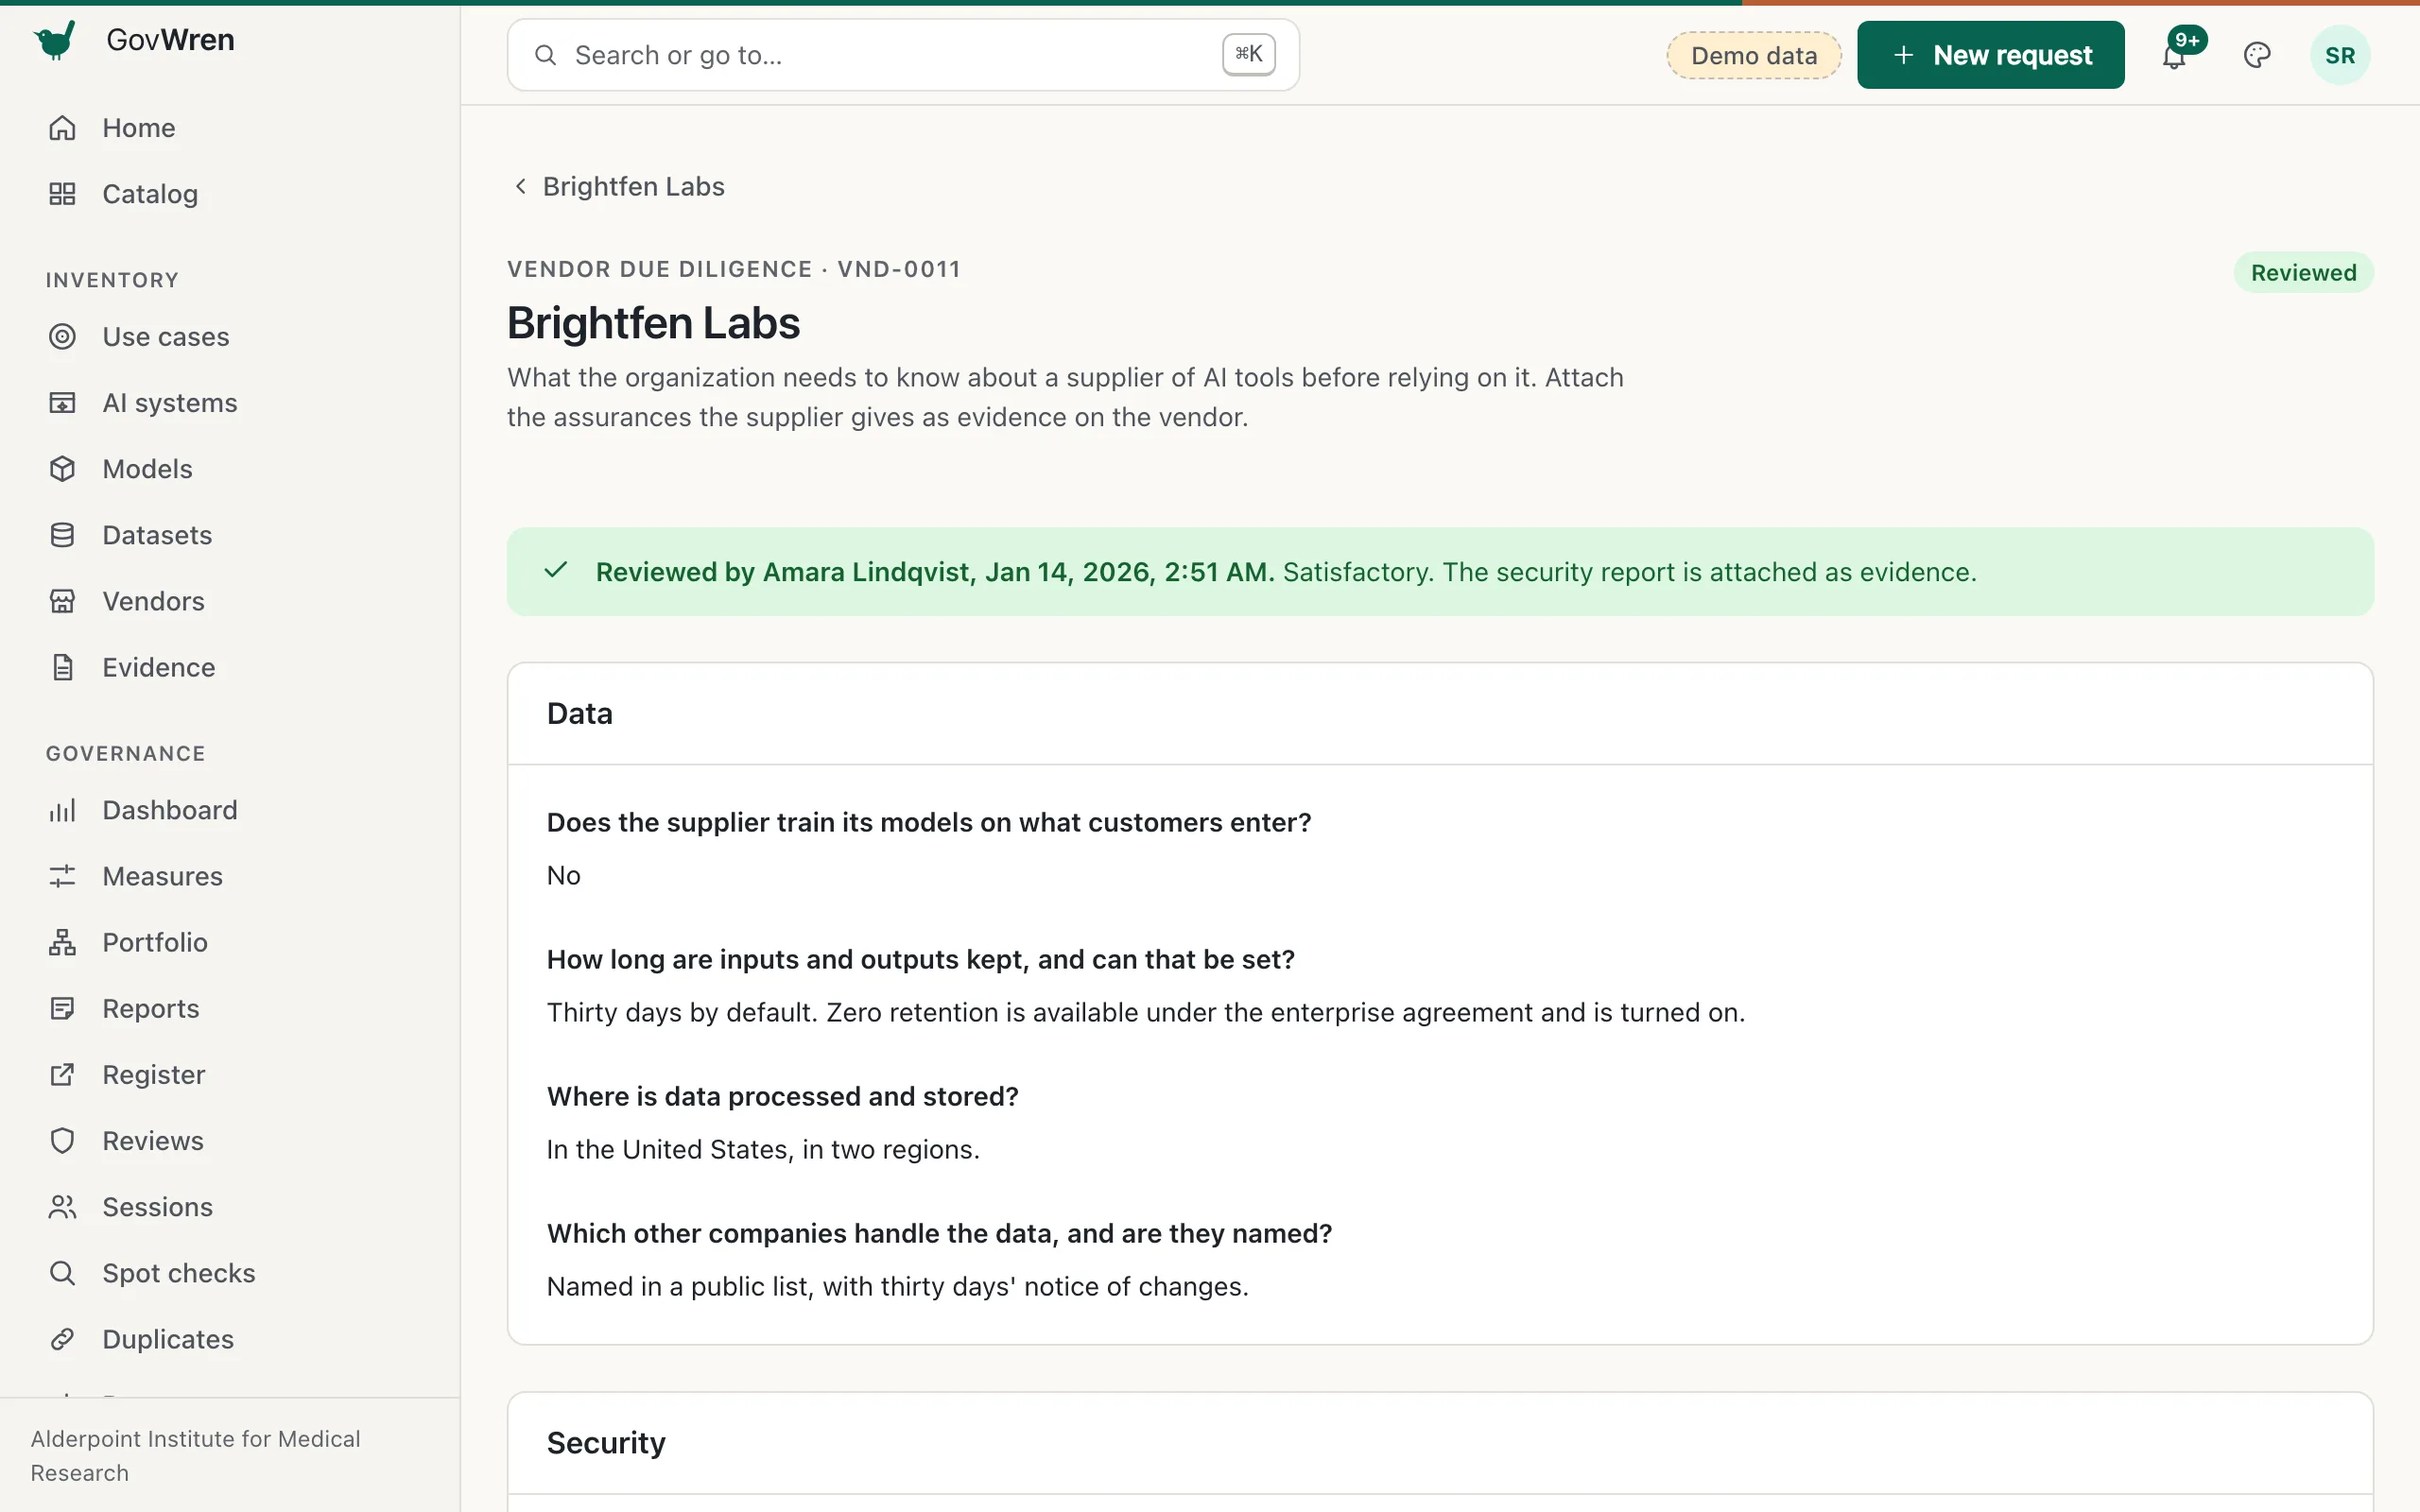 GovWren
Search or go to...
⌘K
Demo data
New request
9+
SR
Home
Catalog
INVENTORY
Use cases
AI systems
Models
Datasets
Vendors
Evidence
GOVERNANCE
Dashboard
Measures
Portfolio
Reports
Register
Reviews
Sessions
Spot checks
Duplicates
Alderpoint Institute for Medical
Research
Brightfen Labs
VENDOR DUE DILIGENCE · VND-0011
Reviewed
Brightfen Labs
What the organization needs to know about a supplier of AI tools before relying on it. Attach
the assurances the supplier gives as evidence on the vendor.
Reviewed by Amara Lindqvist, Jan 14, 2026, 2:51 AM. Satisfactory. The security report is attached as evidence.
Data
Does the supplier train its models on what customers enter?
No
How long are inputs and outputs kept, and can that be set?
Thirty days by default. Zero retention is available under the enterprise agreement and is turned on.
Where is data processed and stored?
In the United States, in two regions.
Which other companies handle the data, and are they named?
Named in a public list, with thirty days' notice of changes.
Security